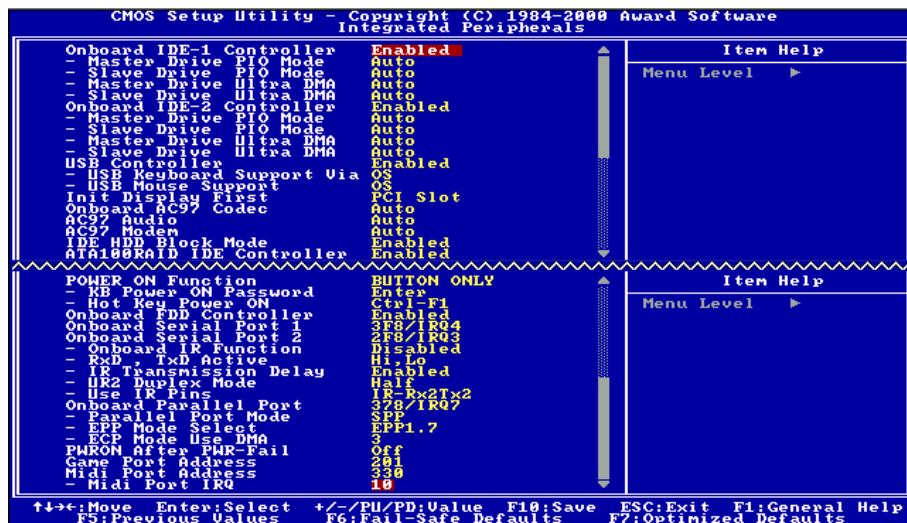 CMOS Setup Utility - Copyright (C) 1984-2000 Award Software
Integrated Peripherals
Onboard IDE-1 Controller Enabled
- Master Drive PIO Mode Auto
- Slave Drive PIO Mode Auto
- Master Drive Ultra DMA Auto
- Slave Drive Ultra DMA Auto
Onboard IDE-2 Controller Enabled
- Master Drive PIO Mode Auto
- Slave Drive PIO Mode Auto
- Master Drive Ultra DMA Auto
- Slave Drive Ultra DMA Auto
USB Controller Enabled
- USB Keyboard Support Via OS
- USB Mouse Support OS
Init Display First PCI Slot
Onboard AC97 Codec Auto
AC97 Audio Auto
AC97 Modem Auto
IDE HDD Block Mode Enabled
ATA100RAID IDE Controller Enabled
Item Help
Menu Level ►
POWER ON Function BUTTON ONLY
- KB Power ON Password Enter
- Hot Key Power ON Ctrl-F1
Onboard FDD Controller Enabled
Onboard Serial Port 1 3F8/IRQ4
Onboard Serial Port 2 2F8/IRQ3
- Onboard IR Function Disabled
- RxD , TxD Active Hi,Lo
- IR Transmission Delay Enabled
- UR2 Duplex Mode Half
- Use IR Pins IR-Rx2Tx2
Onboard Parallel Port 378/IRQ7
- Parallel Port Mode SPP
- EPP Mode Select EPP1.7
- ECP Mode Use DMA 3
PWRON After PWR-Fail Off
Game Port Address 201
Midi Port Address 330
- Midi Port IRQ 10
Item Help
Menu Level ►
↑↓→←:Move Enter:Select +/-/PU/PD:Value F10:Save ESC:Exit F1:General Help
F5:Previous Values F6:Fail-Safe Defaults F7:Optimized Defaults